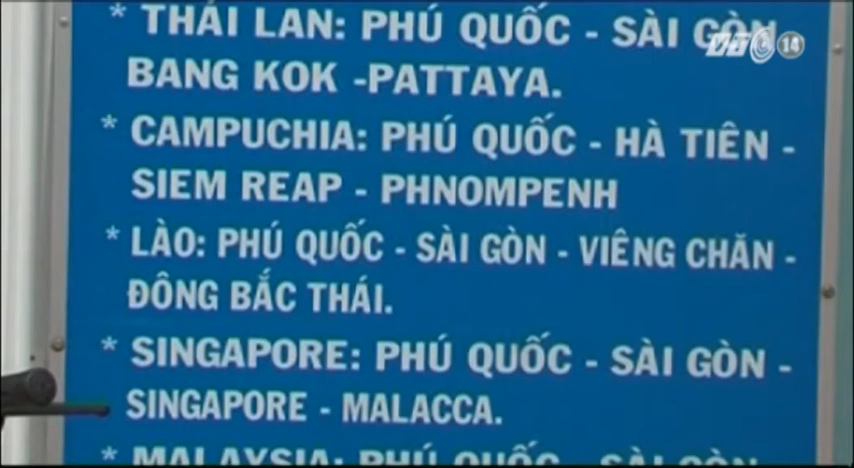 * THÁI LAN: PHÚ QUỐC - SÀI GÒN
BANG KOK -PATTAYA.
* CAMPUCHIA: PHÚ QUỐC - HÀ TIÊN -
SIEM REAP - PHNOMPENH
* LÀO: PHÚ QUỐC - SÀI GÒN - VIÊNG CHĂN -
ĐÔNG BẮC THÁI.
* SINGAPORE: PHÚ QUỐC - SÀI GÒN -
SINGAPORE - MALACCA.
* MALAYSIA: PHÚ QUỐC - SÀI GÒN
14